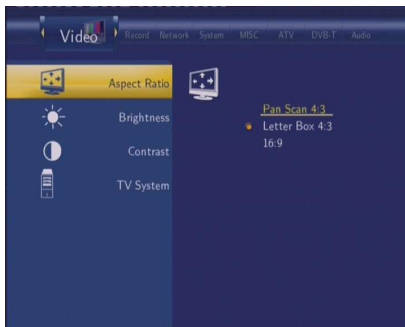 Video Record Network System MISC ATV DVB-T Audio
Aspect Ratio
Brightness
Contrast
TV System
Pan Scan 4:3
Letter Box 4:3
16:9